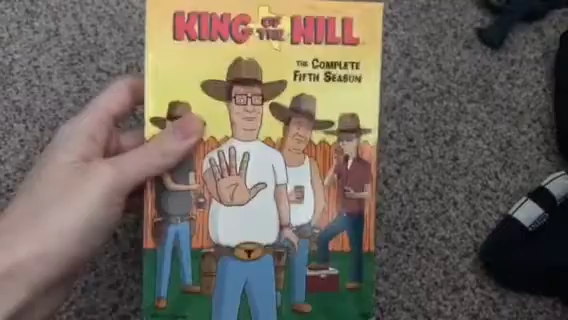 KING OF THE HILL
THE COMPLETE
FIFTH SEASON